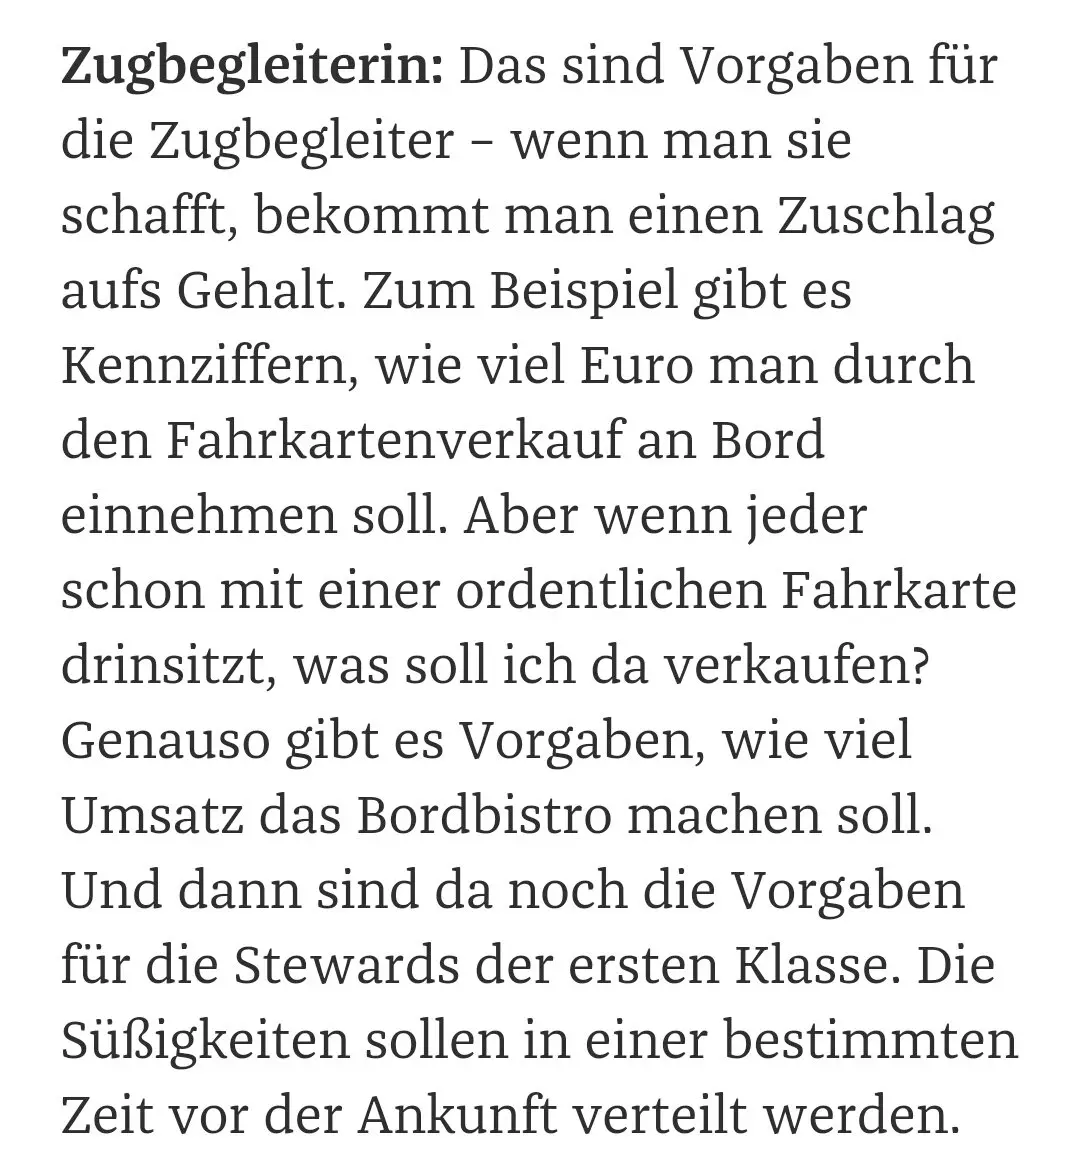 Zugbegleiterin: Das sind Vorgaben für
die Zugbegleiter – wenn man sie
schafft, bekommt man einen Zuschlag
aufs Gehalt. Zum Beispiel gibt es
Kennziffern, wie viel Euro man durch
den Fahrkartenverkauf an Bord
einnehmen soll. Aber wenn jeder
schon mit einer ordentlichen Fahrkarte
drinsitzt, was soll ich da verkaufen?
Genauso gibt es Vorgaben, wie viel
Umsatz das Bordbistro machen soll.
Und dann sind da noch die Vorgaben
für die Stewards der ersten Klasse. Die
Süßigkeiten sollen in einer bestimmten
Zeit vor der Ankunft verteilt werden.